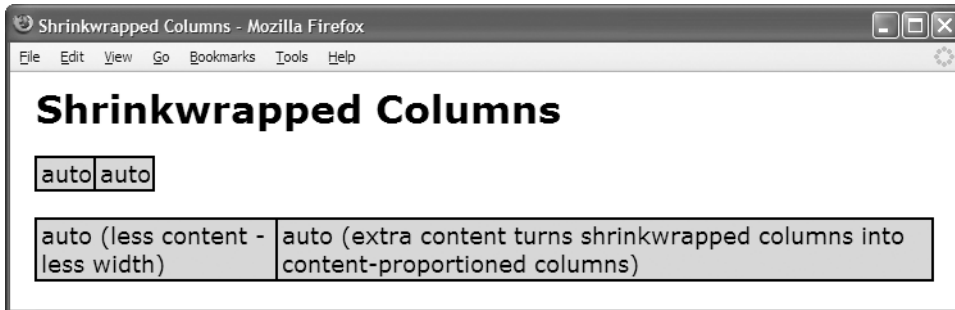 Shrinkwrapped Columns - Mozilla Firefox
File Edit View Go Bookmarks Tools Help
Shrinkwrapped Columns
auto auto
auto (less content - auto (extra content turns shrinkwrapped columns into
less width) content-proportioned columns)